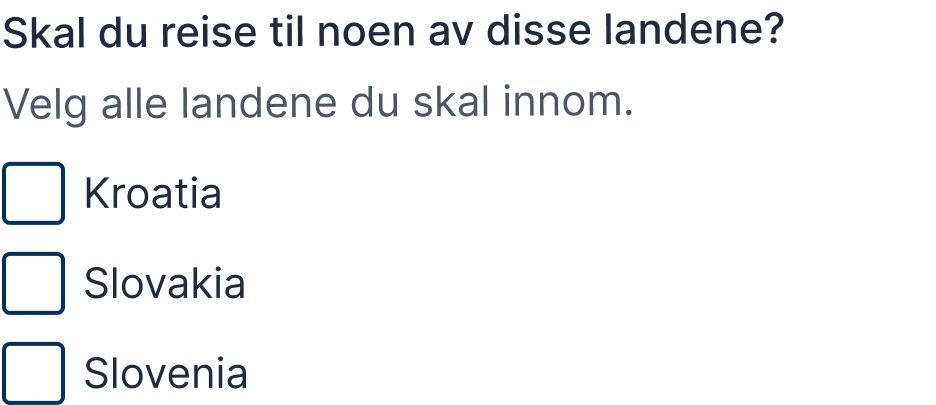 Skal du reise til noen av disse landene?
Velg alle landene du skal innom.
Kroatia
Slovakia
Slovenia